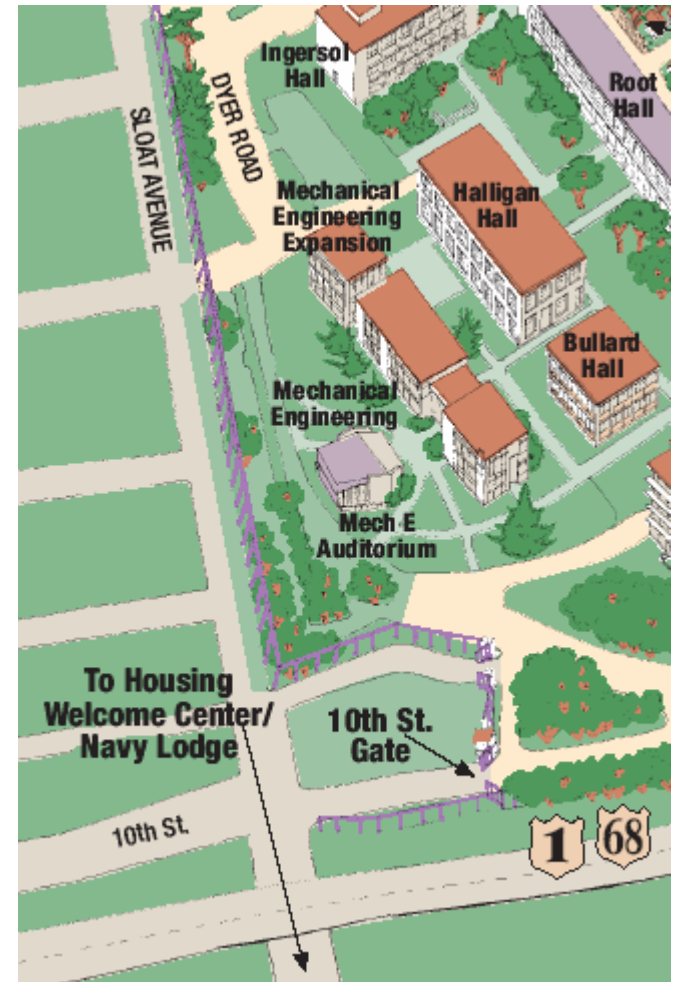 Ingersol
Hall
Root
Hall
DYER ROAD
SLOAT AVENUE
Mechanical
Engineering
Expansion
Halligan
Hall
Bullard
Hall
Mechanical
Engineering
Mech E
Auditorium
To Housing
Welcome Center/
Navy Lodge
10th St.
Gate
10th St.
1
68